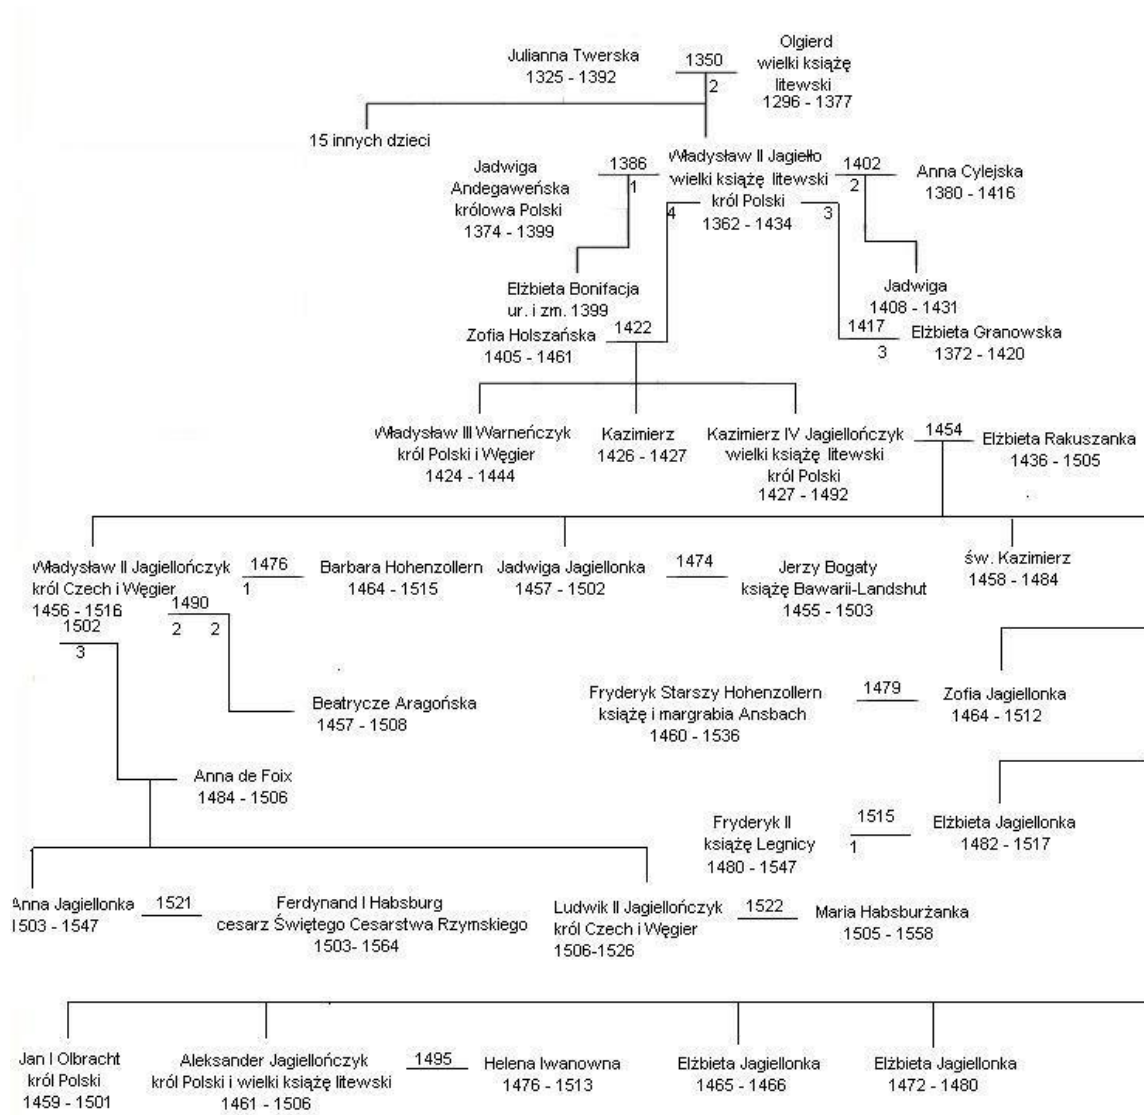 Julianna Twerska
1325 - 1392
1350
2
Olgierd
wielki książę
litewski
1296 - 1377
15 innych dzieci
Jadwiga
Andegaweńska
królowa Polski
1374 - 1399
1386
1
Władysław II Jagiełło
wielki książę litewski
król Polski
1362 - 1434
1402
2
Anna Cylejska
1380 - 1416
4
3
Elżbieta Bonifacja
ur. i zm. 1399
Jadwiga
1408 - 1431
Zofia Holszańska
1405 - 1461
1422
1417
3
Elżbieta Granowska
1372 - 1420
Władysław III Warneńczyk
król Polski i Węgier
1424 - 1444
Kazimierz
1426 - 1427
Kazimierz IV Jagiellończyk
wielki książę litewski
król Polski
1427 - 1492
1454
Elżbieta Rakuszanka
1436 - 1505
Władysław II Jagiellończyk
król Czech i Węgier
1456 - 1516
1476
1
Barbara Hohenzollern
1464 - 1515
Jadwiga Jagiellonka
1457 - 1502
1474
Jerzy Bogaty
książę Bawarii-Landshut
1455 - 1503
św. Kazimierz
1458 - 1484
1490
2 2
1502
3
Beatrycze Aragońska
1457 - 1508
Fryderyk Starszy Hohenzollern
książę i margrabia Ansbach
1460 - 1536
1479
Zofia Jagiellonka
1464 - 1512
Anna de Foix
1484 - 1506
Fryderyk II
książę Legnicy
1480 - 1547
1515
1
Elżbieta Jagiellonka
1482 - 1517
Anna Jagiellonka
1503 - 1547
1521
Ferdynand I Habsburg
cesarz Świętego Cesarstwa Rzymskiego
1503- 1564
Ludwik II Jagiellończyk
król Czech i Węgier
1506-1526
1522
Maria Habsburżanka
1505 - 1558
Jan I Olbracht
król Polski
1459 - 1501
Aleksander Jagiellończyk
król Polski i wielki książę litewski
1461 - 1506
1495
Helena Iwanowna
1476 - 1513
Elżbieta Jagiellonka
1465 - 1466
Elżbieta Jagiellonka
1472 - 1480